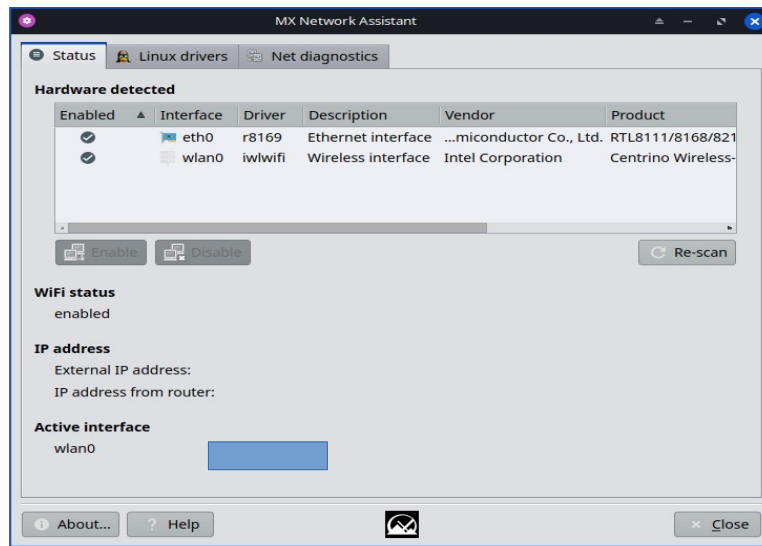 MX Network Assistant
Status Linux drivers Net diagnostics
Hardware detected
Enabled Interface Driver Description Vendor Product
eth0 r8169 Ethernet interface ...miconductor Co., Ltd. RTL8111/8168/821
wlan0 iwlwifi Wireless interface Intel Corporation Centrino Wireless-
Enable Disable Re-scan
WiFi status
enabled
IP address
External IP address:
IP address from router:
Active interface
wlan0
About... Help Close